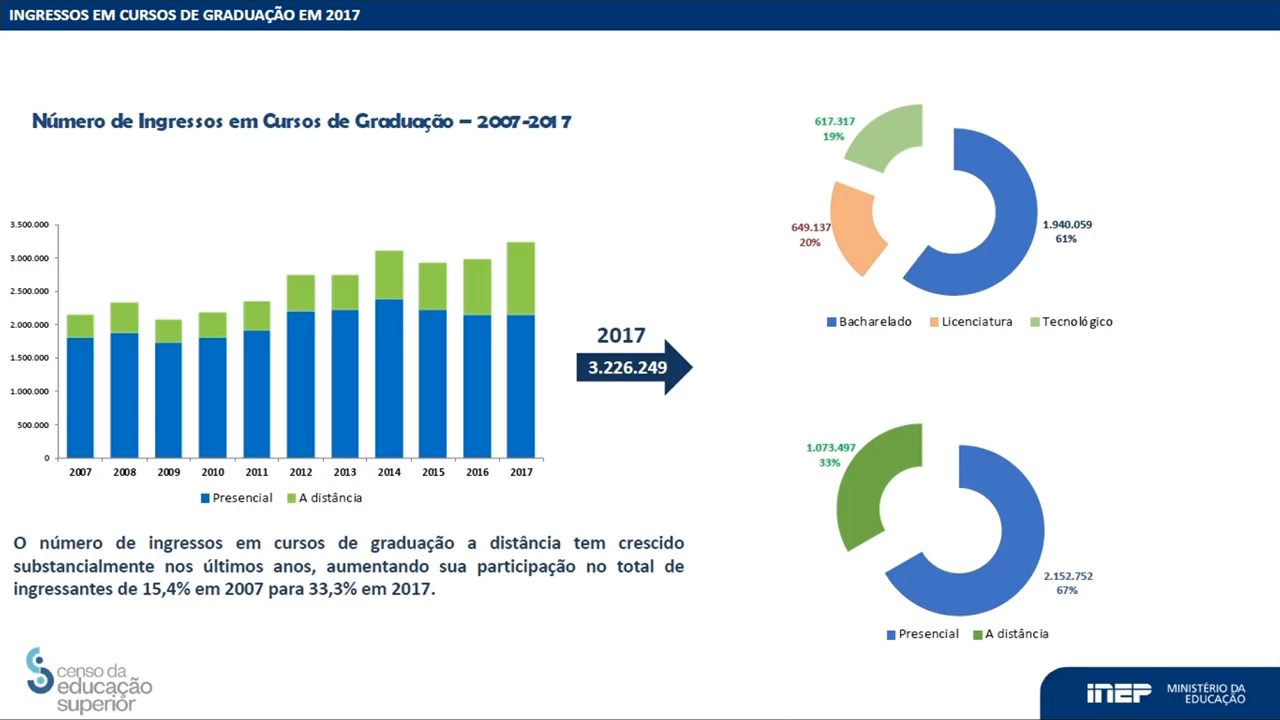 INGRESSOS EM CURSOS DE GRADUAÇÃO EM 2017
Número de Ingressos em Cursos de Graduação – 2007-2017
3.500.000
3.000.000
2.500.000
2.000.000
1.500.000
1.000.000
500.000
0
2007 2008 2009 2010 2011 2012 2013 2014 2015 2016 2017
Presencial A distância
2017
3.226.249
617.317
19%
649.137
20%
1.940.059
61%
Bacharelado Licenciatura Tecnológico
1.073.497
33%
2.152.752
67%
Presencial A distância
O número de ingressos em cursos de graduação a distância tem crescido
substancialmente nos últimos anos, aumentando sua participação no total de
ingressantes de 15,4% em 2007 para 33,3% em 2017.
censo da
educação
superior
INEP
MINISTÉRIO DA
EDUCAÇÃO